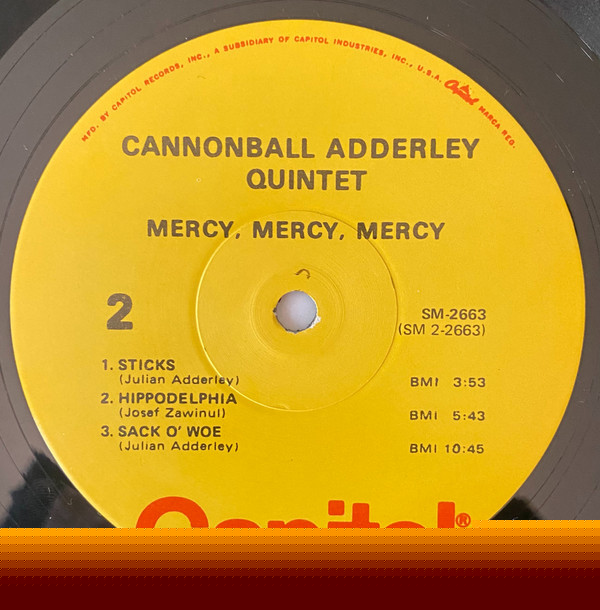 MFD. BY CAPITOL RECORDS, INC., A SUBSIDIARY OF CAPITOL INDUSTRIES, INC., U.S.A. Capitol MARCA REG.
CANNONBALL ADDERLEY
QUINTET
MERCY, MERCY, MERCY
2
SM-2663
(SM 2-2663)
1. STICKS
(Julian Adderley) BMI 3:53
2. HIPPODELPHIA
(Josef Zawinul) BMI 5:43
3. SACK O' WOE
(Julian Adderley) BMI 10:45
Capitol®